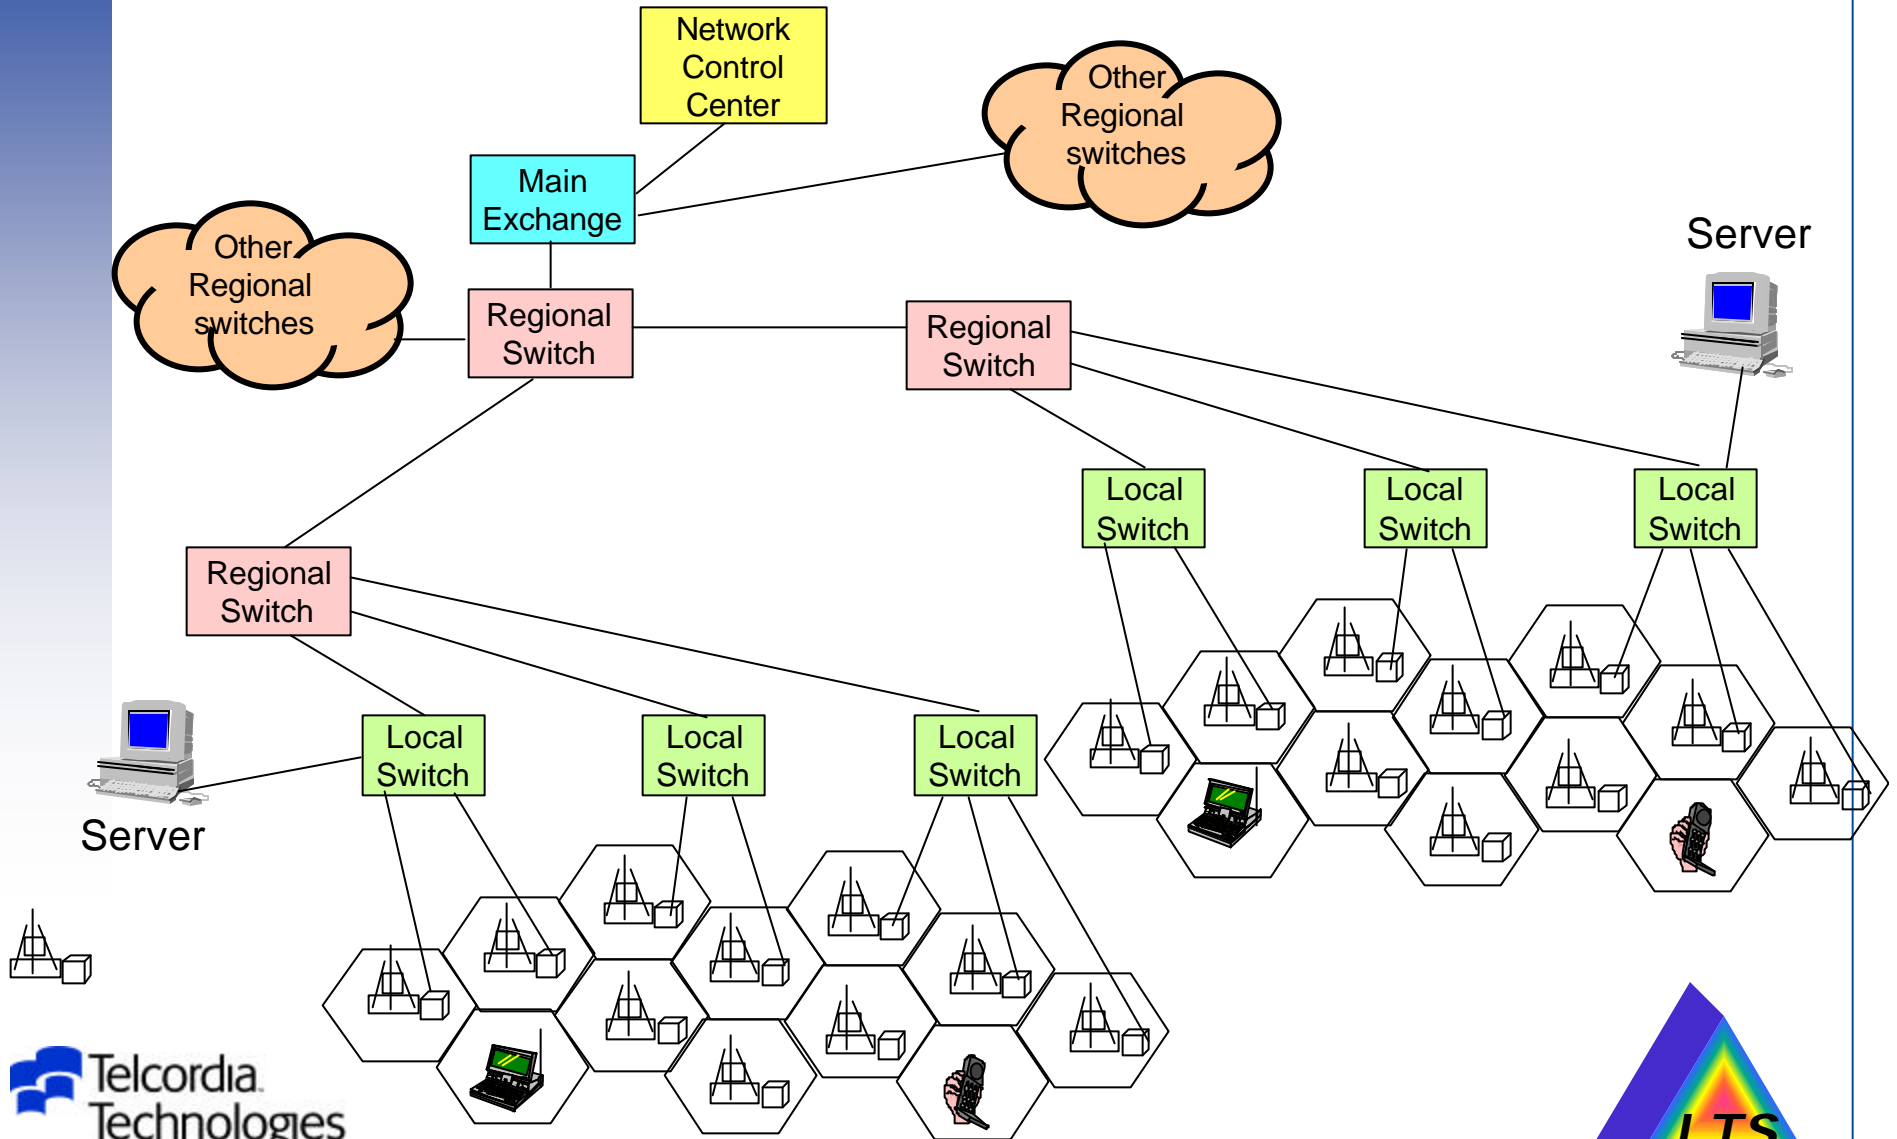 Network
Control
Center
Other
Regional
switches
Main
Exchange
Other
Regional
switches
Server
Regional
Switch
Regional
Switch
Local
Switch
Local
Switch
Local
Switch
Regional
Switch
Local
Switch
Local
Switch
Local
Switch
Server
Telcordia
Technologies
LTS